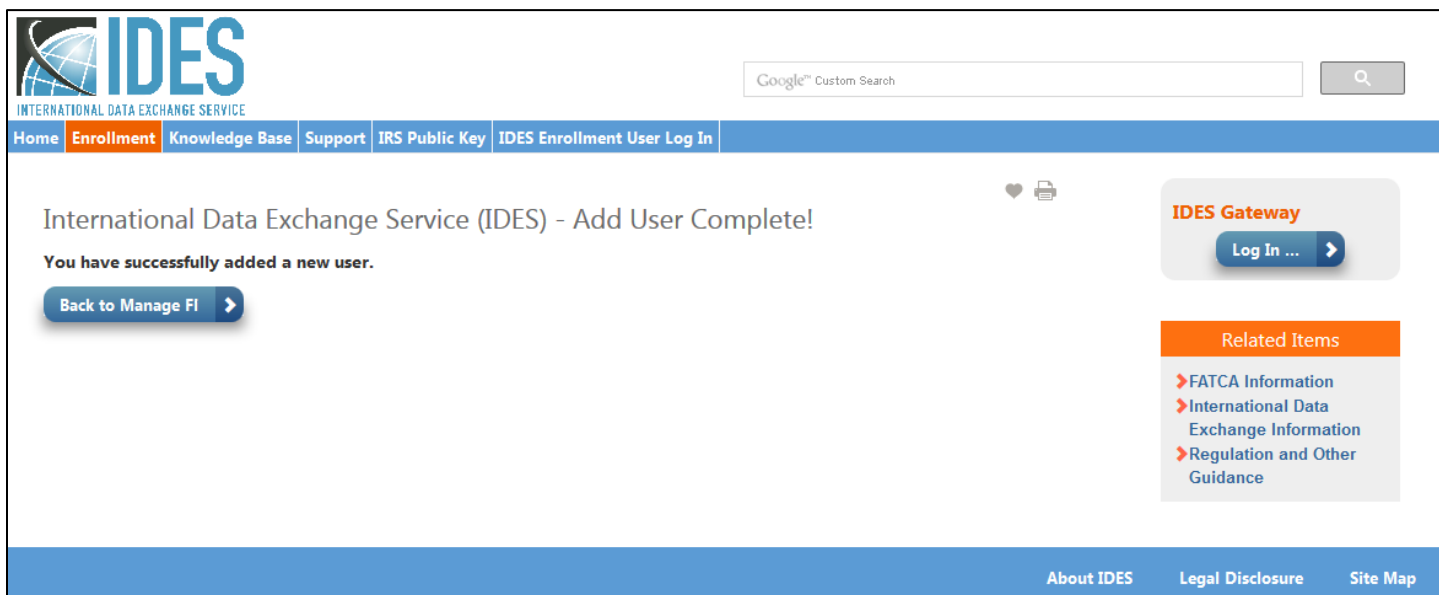 IDES
INTERNATIONAL DATA EXCHANGE SERVICE
Google™ Custom Search
Home Enrollment Knowledge Base Support IRS Public Key IDES Enrollment User Log In
International Data Exchange Service (IDES) - Add User Complete!
You have successfully added a new user.
Back to Manage FI
IDES Gateway
Log In ...
Related Items
FATCA Information
International Data
Exchange Information
Regulation and Other
Guidance
About IDES Legal Disclosure Site Map